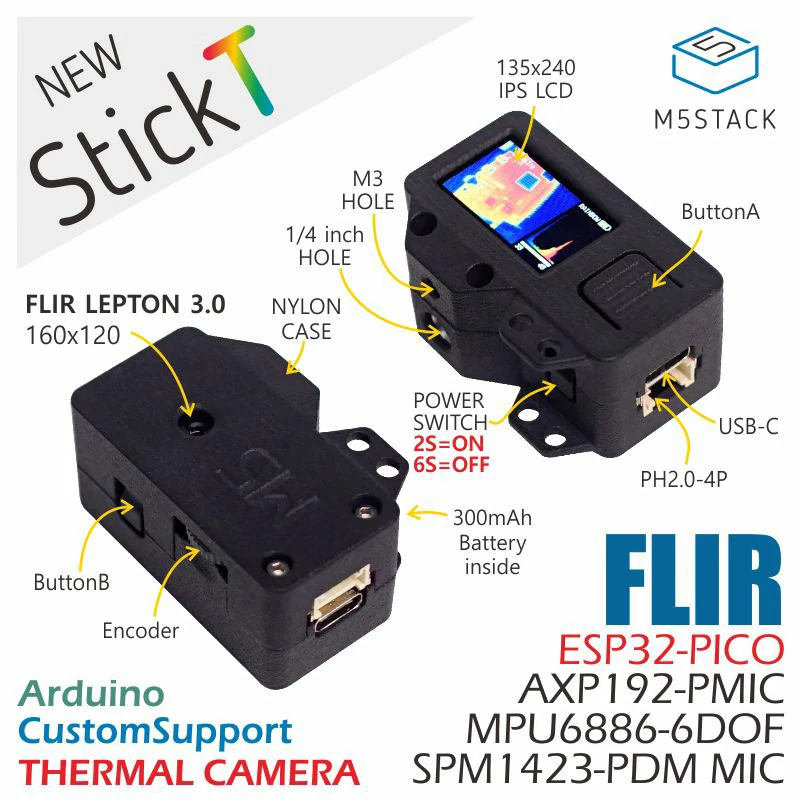 NEW
StickT
135x240
IPS LCD
5
M5STACK
M3
HOLE
1/4 inch
HOLE
ButtonA
FLIR LEPTON 3.0
160x120
NYLON
CASE
POWER
SWITCH
2S=ON
6S=OFF
USB-C
PH2.0-4P
M5
300mAh
Battery
inside
ButtonB
Encoder
FLIR
ESP32-PICO
AXP192-PMIC
MPU6886-6DOF
SPM1423-PDM MIC
Arduino
CustomSupport
THERMAL CAMERA